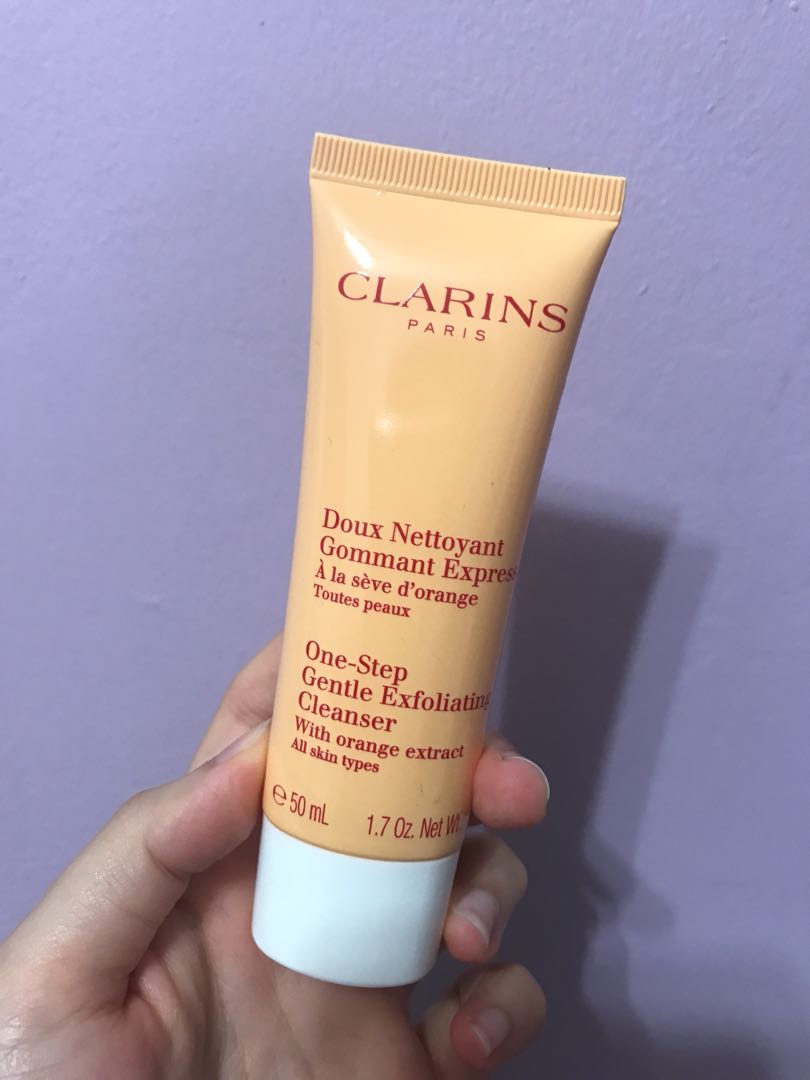 CLARINS
PARIS
Doux Nettoyant
Gommant Express
À la sève d'orange
Toutes peaux
One-Step
Gentle Exfoliating
Cleanser
With orange extract
All skin types
℮ 50 mL
1.7 Oz. Net Wt.